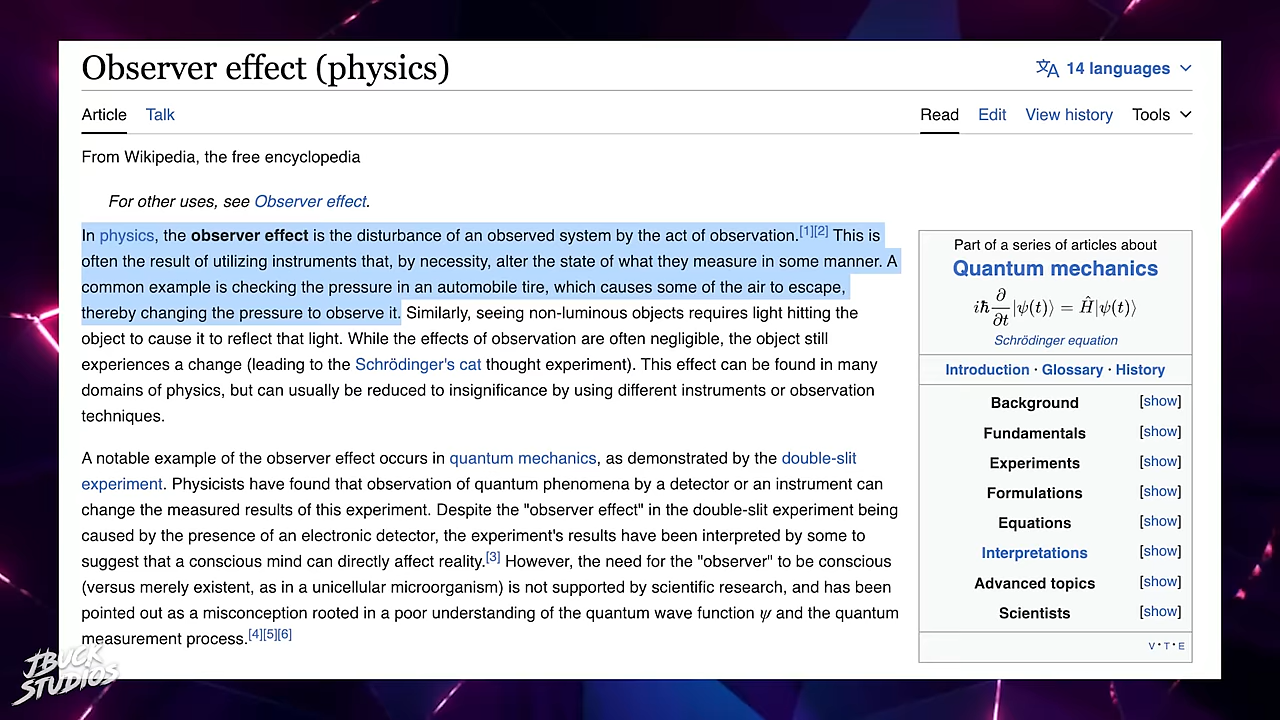 Observer effect (physics)
14 languages
Article Talk
Read Edit View history Tools
From Wikipedia, the free encyclopedia
For other uses, see Observer effect.
In physics, the observer effect is the disturbance of an observed system by the act of observation.[1][2] This is
often the result of utilizing instruments that, by necessity, alter the state of what they measure in some manner. A
common example is checking the pressure in an automobile tire, which causes some of the air to escape,
thereby changing the pressure to observe it. Similarly, seeing non-luminous objects requires light hitting the
object to cause it to reflect that light. While the effects of observation are often negligible, the object still
experiences a change (leading to the Schrödinger's cat thought experiment). This effect can be found in many
domains of physics, but can usually be reduced to insignificance by using different instruments or observation
techniques.
A notable example of the observer effect occurs in quantum mechanics, as demonstrated by the double-slit
experiment. Physicists have found that observation of quantum phenomena by a detector or an instrument can
change the measured results of this experiment. Despite the "observer effect" in the double-slit experiment being
caused by the presence of an electronic detector, the experiment's results have been interpreted by some to
suggest that a conscious mind can directly affect reality.[3] However, the need for the "observer" to be conscious
(versus merely existent, as in a unicellular microorganism) is not supported by scientific research, and has been
pointed out as a misconception rooted in a poor understanding of the quantum wave function ψ and the quantum
measurement process.[4][5][6]
Part of a series of articles about
Quantum mechanics
iħ ∂/∂t |ψ(t)⟩ = Ĥ|ψ(t)⟩
Schrödinger equation
Introduction · Glossary · History
Background [show]
Fundamentals [show]
Experiments [show]
Formulations [show]
Equations [show]
Interpretations [show]
Advanced topics [show]
Scientists [show]
V·T·E
JBUCK
STUDIOS